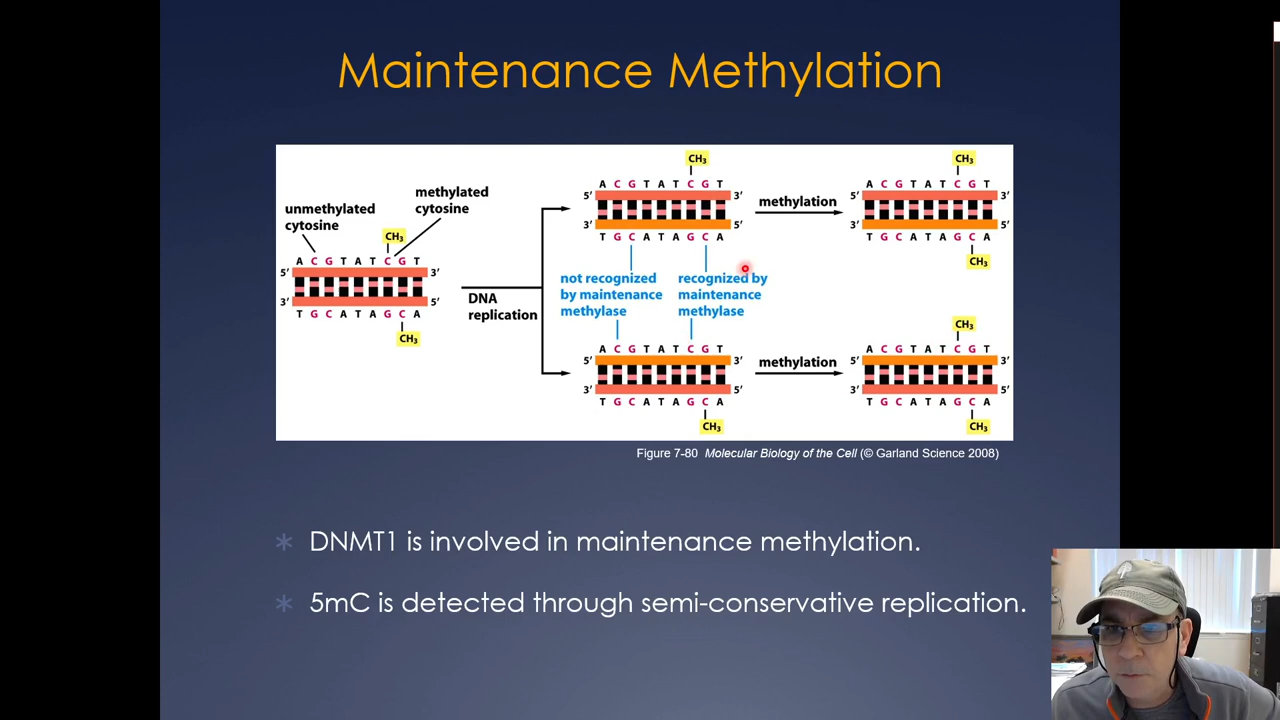 Maintenance Methylation
unmethylated
cytosine
methylated
cytosine
CH₃
A C G T A T C G T
5′ 3′
3′ 5′
T G C A T A G C A
CH₃
DNA
replication
CH₃
A C G T A T C G T
5′ 3′
3′ 5′
T G C A T A G C A
not recognized
by maintenance
methylase
recognized by
maintenance
methylase
A C G T A T C G T
5′ 3′
3′ 5′
T G C A T A G C A
CH₃
methylation
methylation
CH₃
A C G T A T C G T
5′ 3′
3′ 5′
T G C A T A G C A
CH₃
CH₃
A C G T A T C G T
5′ 3′
3′ 5′
T G C A T A G C A
CH₃
Figure 7-80 Molecular Biology of the Cell (© Garland Science 2008)
DNMT1 is involved in maintenance methylation.
5mC is detected through semi-conservative replication.